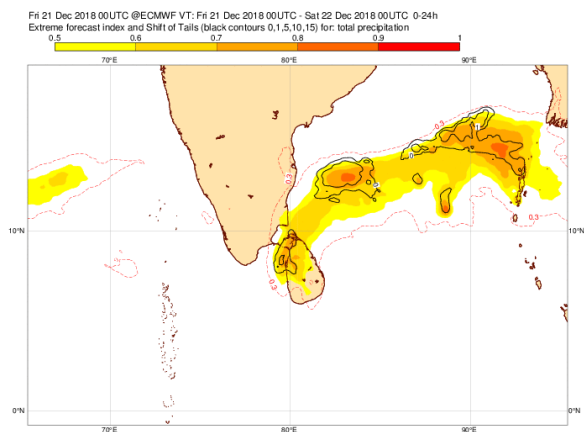 Fri 21 Dec 2018 00UTC @ECMWF VT: Fri 21 Dec 2018 00UTC - Sat 22 Dec 2018 00UTC 0-24h
Extreme forecast index and Shift of Tails (black contours 0,1,5,10,15) for: total precipitation
0.5 0.6 0.7 0.8 0.9 1
70°E 80°E 90°E
0.3
0.3
1
0
0
0.3
10°N 10°N
0.3
0°N 0°N
70°E 80°E 90°E